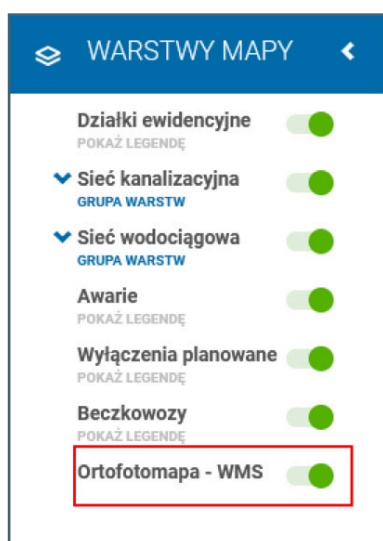 WARSTWY MAPY
Działki ewidencyjne
POKAŻ LEGENDĘ
Sieć kanalizacyjna
GRUPA WARSTW
Sieć wodociągowa
GRUPA WARSTW
Awarie
POKAŻ LEGENDĘ
Wyłączenia planowane
POKAŻ LEGENDĘ
Beczkowozy
POKAŻ LEGENDĘ
Ortofotomapa - WMS